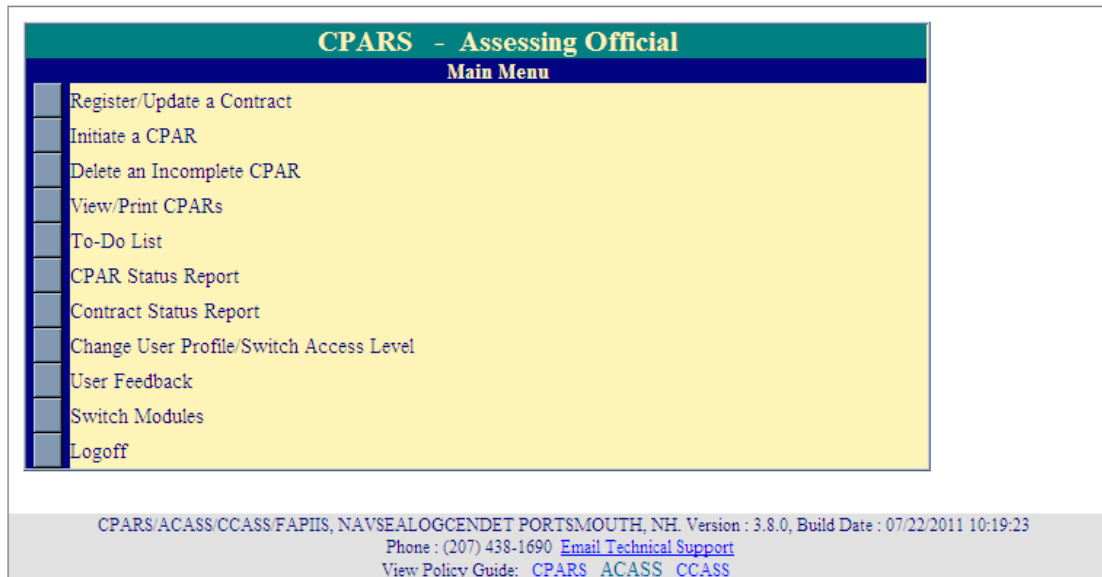 CPARS - Assessing Official
Main Menu
Register/Update a Contract
Initiate a CPAR
Delete an Incomplete CPAR
View/Print CPARs
To-Do List
CPAR Status Report
Contract Status Report
Change User Profile/Switch Access Level
User Feedback
Switch Modules
Logoff
CPARS/ACASS/CCASS/FAPIIS, NAVSEALOGCENDET PORTSMOUTH, NH. Version : 3.8.0, Build Date : 07/22/2011 10:19:23
Phone : (207) 438-1690 Email Technical Support
View Policy Guide: CPARS ACASS CCASS